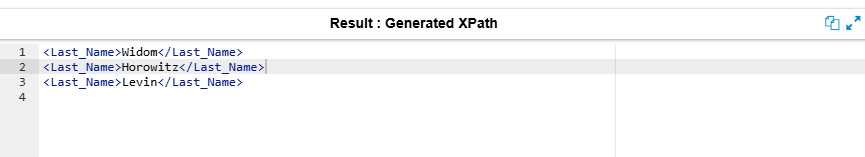 Result : Generated XPath
1 <Last_Name>Widom</Last_Name>
2 <Last_Name>Horowitz</Last_Name>
3 <Last_Name>Levin</Last_Name>
4